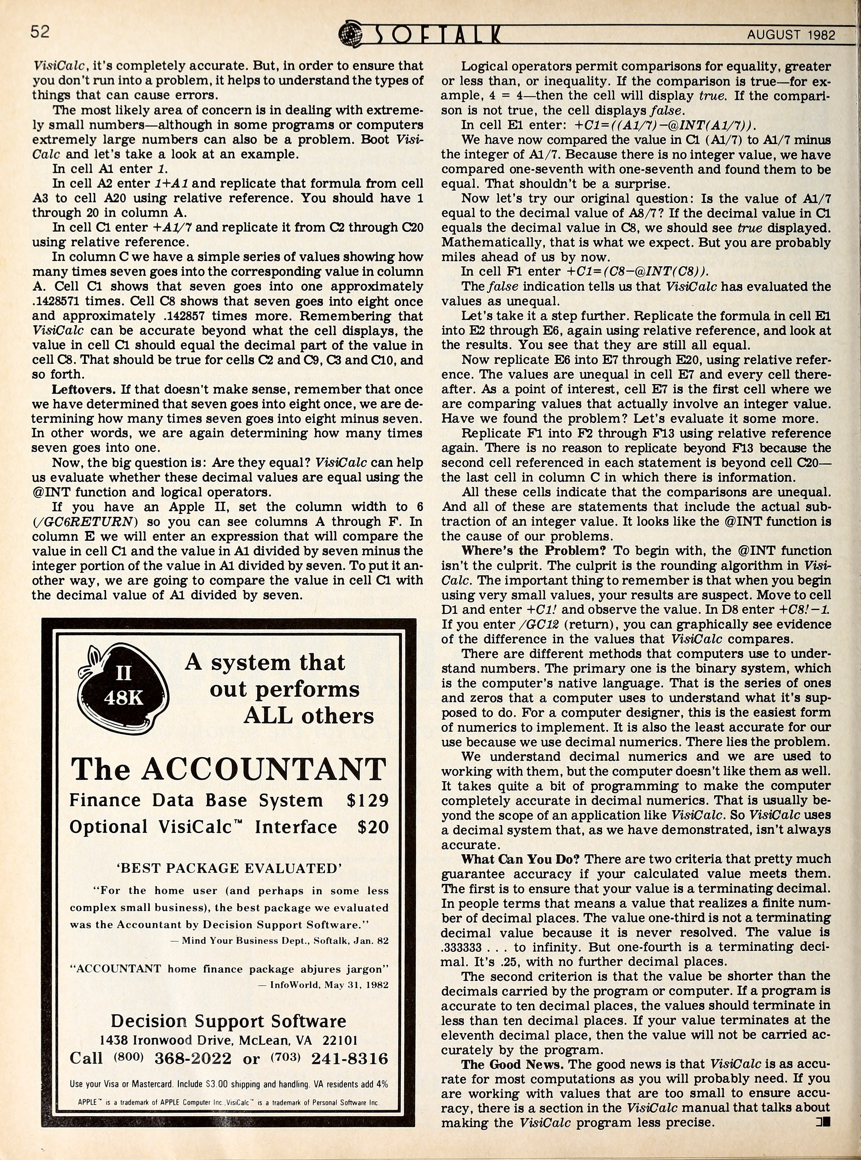 52
SOFTALK
AUGUST 1982
VisiCalc, it's completely accurate. But, in order to ensure that
you don't run into a problem, it helps to understand the types of
things that can cause errors.
The most likely area of concern is in dealing with extreme-
ly small numbers—although in some programs or computers
extremely large numbers can also be a problem. Boot Visi-
Calc and let's take a look at an example.
In cell A1 enter 1.
In cell A2 enter 1+A1 and replicate that formula from cell
A3 to cell A20 using relative reference. You should have 1
through 20 in column A.
In cell C1 enter +A1/7 and replicate it from C2 through C20
using relative reference.
In column C we have a simple series of values showing how
many times seven goes into the corresponding value in column
A. Cell C1 shows that seven goes into one approximately
.1428571 times. Cell C8 shows that seven goes into eight once
and approximately .142857 times more. Remembering that
VisiCalc can be accurate beyond what the cell displays, the
value in cell C1 should equal the decimal part of the value in
cell C8. That should be true for cells C2 and C9, C3 and C10, and
so forth.
Leftovers. If that doesn't make sense, remember that once
we have determined that seven goes into eight once, we are de-
termining how many times seven goes into eight minus seven.
In other words, we are again determining how many times
seven goes into one.
Now, the big question is: Are they equal? VisiCalc can help
us evaluate whether these decimal values are equal using the
@INT function and logical operators.
If you have an Apple II, set the column width to 6
(/GC6RETURN) so you can see columns A through F. In
column E we will enter an expression that will compare the
value in cell C1 and the value in A1 divided by seven minus the
integer portion of the value in A1 divided by seven. To put it an-
other way, we are going to compare the value in cell C1 with
the decimal value of A1 divided by seven.
II
48K
A system that
out performs
ALL others
The ACCOUNTANT
Finance Data Base System $129
Optional VisiCalc™ Interface $20
'BEST PACKAGE EVALUATED'
"For the home user (and perhaps in some less
complex small business), the best package we evaluated
was the Accountant by Decision Support Software."
— Mind Your Business Dept., Softalk, Jan. 82
"ACCOUNTANT home finance package abjures jargon"
— InfoWorld, May 31, 1982
Decision Support Software
1438 Ironwood Drive, McLean, VA 22101
Call (800) 368-2022 or (703) 241-8316
Use your Visa or Mastercard. Include $3.00 shipping and handling. VA residents add 4%
APPLE™ is a trademark of APPLE Computer Inc. VisiCalc™ is a trademark of Personal Software Inc.
Logical operators permit comparisons for equality, greater
or less than, or inequality. If the comparison is true—for ex-
ample, 4 = 4—then the cell will display true. If the compari-
son is not true, the cell displays false.
In cell E1 enter: +C1=((A1/7)−@INT(A1/7)).
We have now compared the value in C1 (A1/7) to A1/7 minus
the integer of A1/7. Because there is no integer value, we have
compared one-seventh with one-seventh and found them to be
equal. That shouldn't be a surprise.
Now let's try our original question: Is the value of A1/7
equal to the decimal value of A8/7? If the decimal value in C1
equals the decimal value in C8, we should see true displayed.
Mathematically, that is what we expect. But you are probably
miles ahead of us by now.
In cell F1 enter +C1=(C8−@INT(C8)).
The false indication tells us that VisiCalc has evaluated the
values as unequal.
Let's take it a step further. Replicate the formula in cell E1
into E2 through E6, again using relative reference, and look at
the results. You see that they are still all equal.
Now replicate E6 into E7 through E20, using relative refer-
ence. The values are unequal in cell E7 and every cell there-
after. As a point of interest, cell E7 is the first cell where we
are comparing values that actually involve an integer value.
Have we found the problem? Let's evaluate it some more.
Replicate F1 into F2 through F13 using relative reference
again. There is no reason to replicate beyond F13 because the
second cell referenced in each statement is beyond cell C20—
the last cell in column C in which there is information.
All these cells indicate that the comparisons are unequal.
And all of these are statements that include the actual sub-
traction of an integer value. It looks like the @INT function is
the cause of our problems.
Where's the Problem? To begin with, the @INT function
isn't the culprit. The culprit is the rounding algorithm in Visi-
Calc. The important thing to remember is that when you begin
using very small values, your results are suspect. Move to cell
D1 and enter +C1! and observe the value. In D8 enter +C8!−1.
If you enter /GC12 (return), you can graphically see evidence
of the difference in the values that VisiCalc compares.
There are different methods that computers use to under-
stand numbers. The primary one is the binary system, which
is the computer's native language. That is the series of ones
and zeros that a computer uses to understand what it's sup-
posed to do. For a computer designer, this is the easiest form
of numerics to implement. It is also the least accurate for our
use because we use decimal numerics. There lies the problem.
We understand decimal numerics and we are used to
working with them, but the computer doesn't like them as well.
It takes quite a bit of programming to make the computer
completely accurate in decimal numerics. That is usually be-
yond the scope of an application like VisiCalc. So VisiCalc uses
a decimal system that, as we have demonstrated, isn't always
accurate.
What Can You Do? There are two criteria that pretty much
guarantee accuracy if your calculated value meets them.
The first is to ensure that your value is a terminating decimal.
In people terms that means a value that realizes a finite num-
ber of decimal places. The value one-third is not a terminating
decimal value because it is never resolved. The value is
.333333 . . . to infinity. But one-fourth is a terminating deci-
mal. It's .25, with no further decimal places.
The second criterion is that the value be shorter than the
decimals carried by the program or computer. If a program is
accurate to ten decimal places, the values should terminate in
less than ten decimal places. If your value terminates at the
eleventh decimal place, then the value will not be carried ac-
curately by the program.
The Good News. The good news is that VisiCalc is as accu-
rate for most computations as you will probably need. If you
are working with values that are too small to ensure accu-
racy, there is a section in the VisiCalc manual that talks about
making the VisiCalc program less precise.